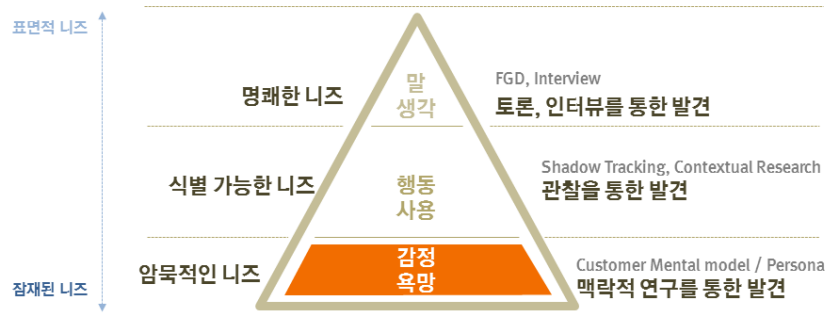 표면적 니즈
명쾌한 니즈
말
생각
FGD, Interview
토론, 인터뷰를 통한 발견
식별 가능한 니즈
행동
사용
Shadow Tracking, Contextual Research
관찰을 통한 발견
암묵적인 니즈
감정
욕망
Customer Mental model / Persona
맥락적 연구를 통한 발견
잠재된 니즈